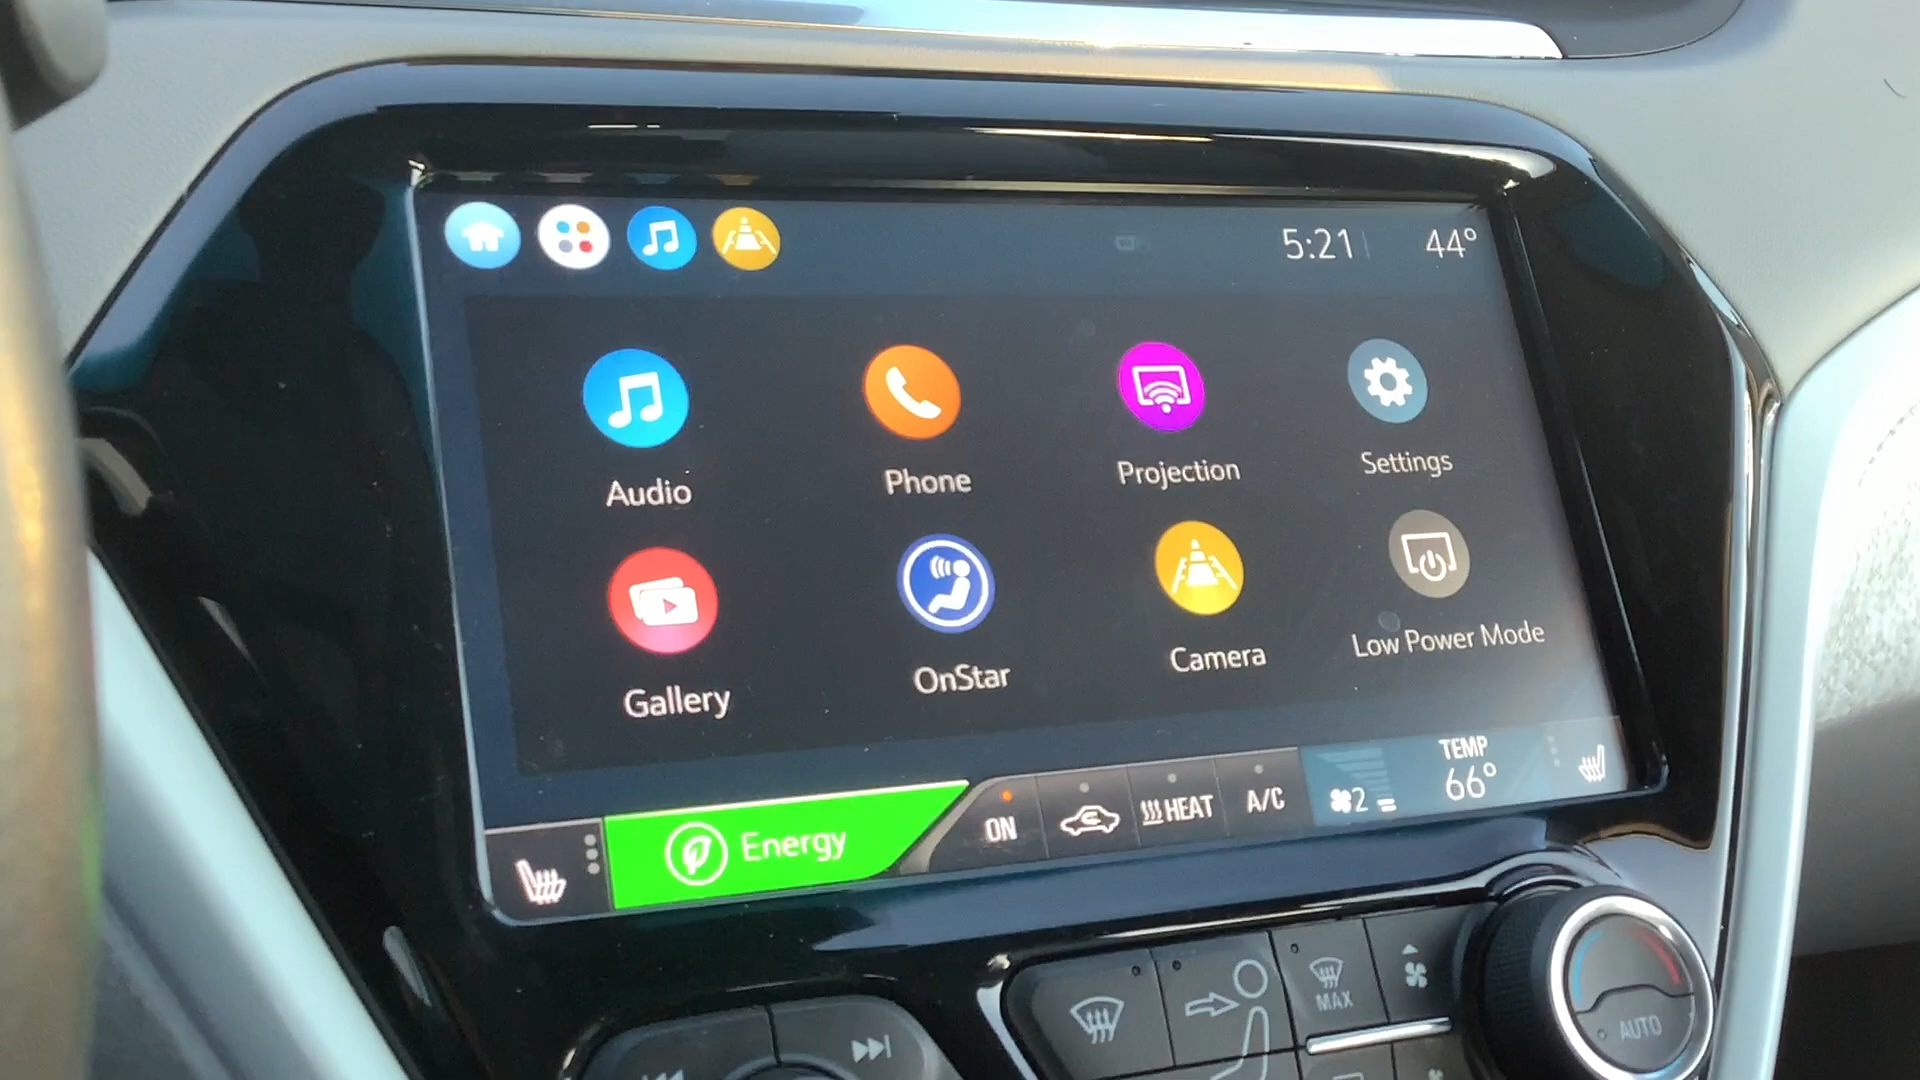 5:21 44°
Audio Phone Projection Settings
Gallery OnStar Camera Low Power Mode
Energy ON HEAT A/C 2 TEMP 66°
MAX
AUTO